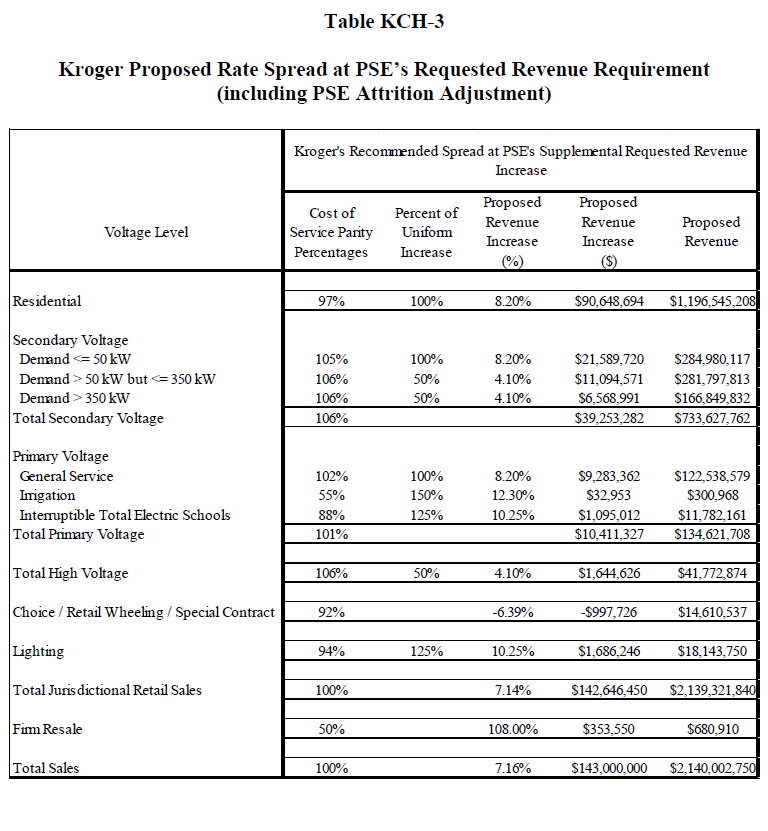 Table KCH-3
Kroger Proposed Rate Spread at PSE’s Requested Revenue Requirement
(including PSE Attrition Adjustment)
Kroger's Recommended Spread at PSE's Supplemental Requested Revenue
Increase
Voltage Level
Cost of
Service Parity
Percentages
Percent of
Uniform
Increase
Proposed
Revenue
Increase
(%)
Proposed
Revenue
Increase
($)
Proposed
Revenue
Residential 97% 100% 8.20% $90,648,694 $1,196,545,208
Secondary Voltage
Demand <= 50 kW 105% 100% 8.20% $21,589,720 $284,980,117
Demand > 50 kW but <= 350 kW 106% 50% 4.10% $11,094,571 $281,797,813
Demand > 350 kW 106% 50% 4.10% $6,568,991 $166,849,832
Total Secondary Voltage 106% $39,253,282 $733,627,762
Primary Voltage
General Service 102% 100% 8.20% $9,283,362 $122,538,579
Irrigation 55% 150% 12.30% $32,953 $300,968
Interruptible Total Electric Schools 88% 125% 10.25% $1,095,012 $11,782,161
Total Primary Voltage 101% $10,411,327 $134,621,708
Total High Voltage 106% 50% 4.10% $1,644,626 $41,772,874
Choice / Retail Wheeling / Special Contract 92% -6.39% -$997,726 $14,610,537
Lighting 94% 125% 10.25% $1,686,246 $18,143,750
Total Jurisdictional Retail Sales 100% 7.14% $142,646,450 $2,139,321,840
Firm Resale 50% 108.00% $353,550 $680,910
Total Sales 100% 7.16% $143,000,000 $2,140,002,750